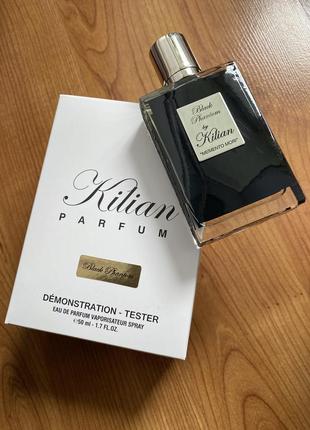 Black
Phantom
by
Kilian
"MEMENTO MORI"
Kilian
PARFUM
Black Phantom
DÉMONSTRATION - TESTER
EAU DE PARFUM VAPORISATEUR SPRAY
℮50 ml - 1.7 FL.OZ.